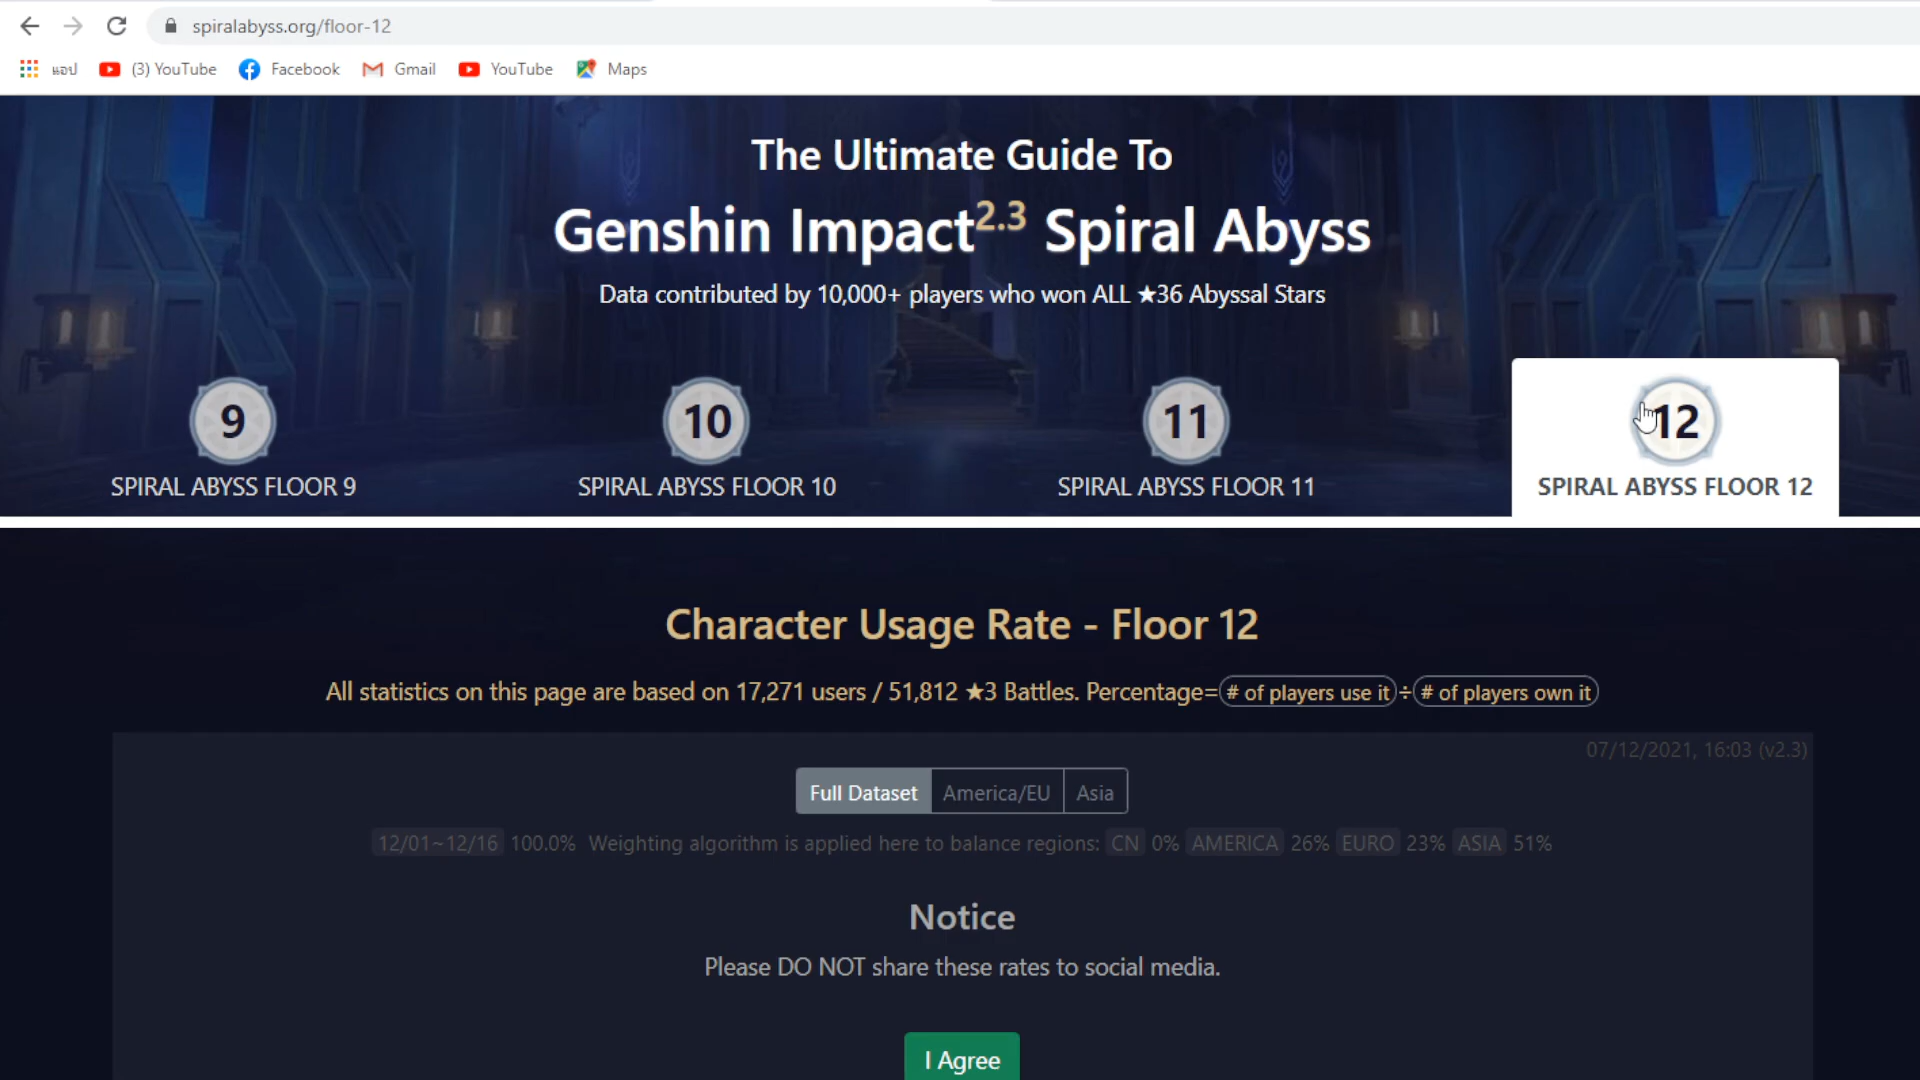 spiralabyss.org/floor-12
แอป (3) YouTube Facebook Gmail YouTube Maps
The Ultimate Guide To
Genshin Impact2.3 Spiral Abyss
Data contributed by 10,000+ players who won ALL ★36 Abyssal Stars
9 10 11 12
SPIRAL ABYSS FLOOR 9 SPIRAL ABYSS FLOOR 10 SPIRAL ABYSS FLOOR 11 SPIRAL ABYSS FLOOR 12
Character Usage Rate - Floor 12
All statistics on this page are based on 17,271 users / 51,812 ★3 Battles. Percentage=# of players use it÷# of players own it
07/12/2021, 16:03 (v2.3)
Full Dataset America/EU Asia
12/01~12/16 100.0% Weighting algorithm is applied here to balance regions: CN 0% AMERICA 26% EURO 23% ASIA 51%
Notice
Please DO NOT share these rates to social media.
I Agree